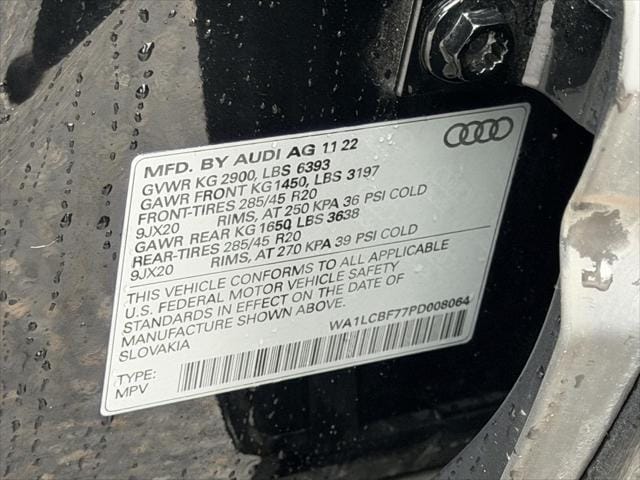 MFD. BY AUDI AG 11 22
GVWR KG 2900, LBS 6393
GAWR FRONT KG 1450, LBS 3197
FRONT-TIRES 285/45 R20
9JX20 RIMS, AT 250 KPA 36 PSI COLD
GAWR REAR KG 1650 LBS 3638
REAR-TIRES 285/45 R20
9JX20 RIMS, AT 270 KPA 39 PSI COLD
THIS VEHICLE CONFORMS TO ALL APPLICABLE
U.S. FEDERAL MOTOR VEHICLE SAFETY
STANDARDS IN EFFECT ON THE DATE OF
MANUFACTURE SHOWN ABOVE.
SLOVAKIA
WA1LCBF77PD008064
TYPE:
MPV